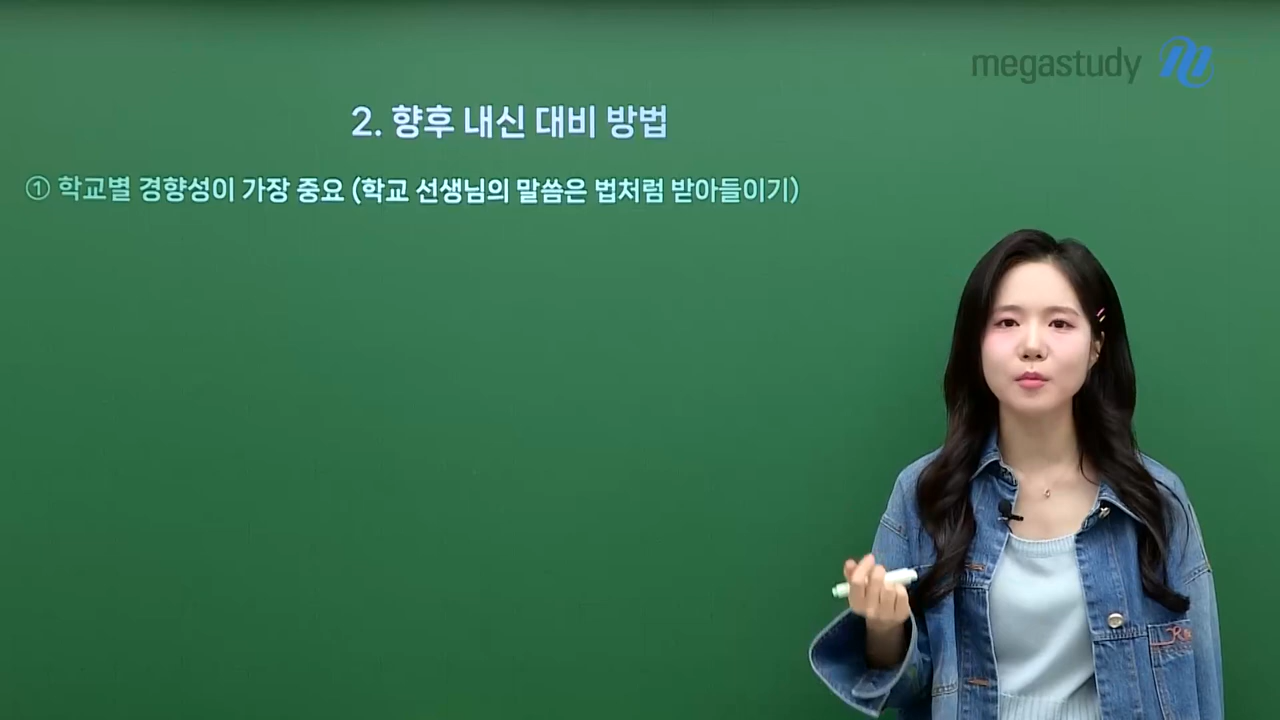 megastudy
2. 향후 내신 대비 방법
① 학교별 경향성이 가장 중요 (학교 선생님의 말씀은 법처럼 받아들이기)